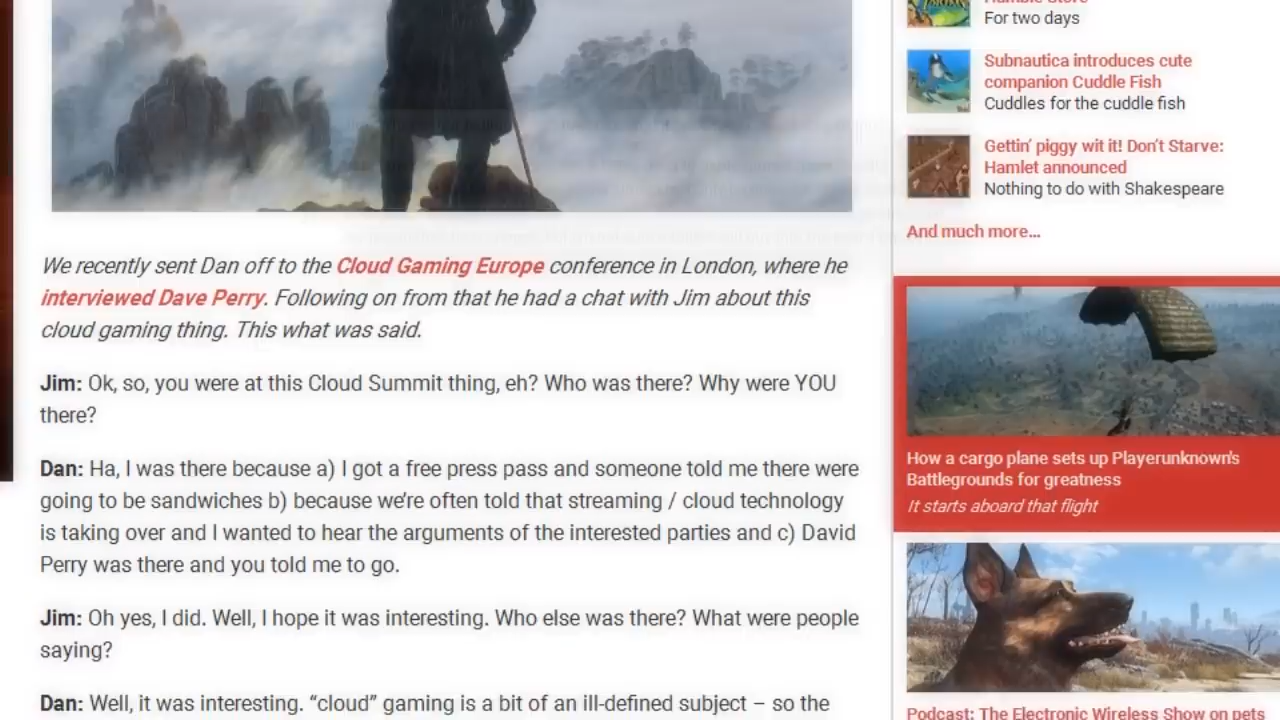 We recently sent Dan off to the Cloud Gaming Europe conference in London, where he
interviewed Dave Perry. Following on from that he had a chat with Jim about this
cloud gaming thing. This what was said.
Jim: Ok, so, you were at this Cloud Summit thing, eh? Who was there? Why were YOU
there?
Dan: Ha, I was there because a) I got a free press pass and someone told me there were
going to be sandwiches b) because we're often told that streaming / cloud technology
is taking over and I wanted to hear the arguments of the interested parties and c) David
Perry was there and you told me to go.
Jim: Oh yes, I did. Well, I hope it was interesting. Who else was there? What were people
saying?
Dan: Well, it was interesting. “cloud” gaming is a bit of an ill-defined subject – so the
Humble Store
For two days
Subnautica introduces cute
companion Cuddle Fish
Cuddles for the cuddle fish
Gettin’ piggy wit it! Don’t Starve:
Hamlet announced
Nothing to do with Shakespeare
And much more…
How a cargo plane sets up Playerunknown's
Battlegrounds for greatness
It starts aboard that flight
Podcast: The Electronic Wireless Show on pets